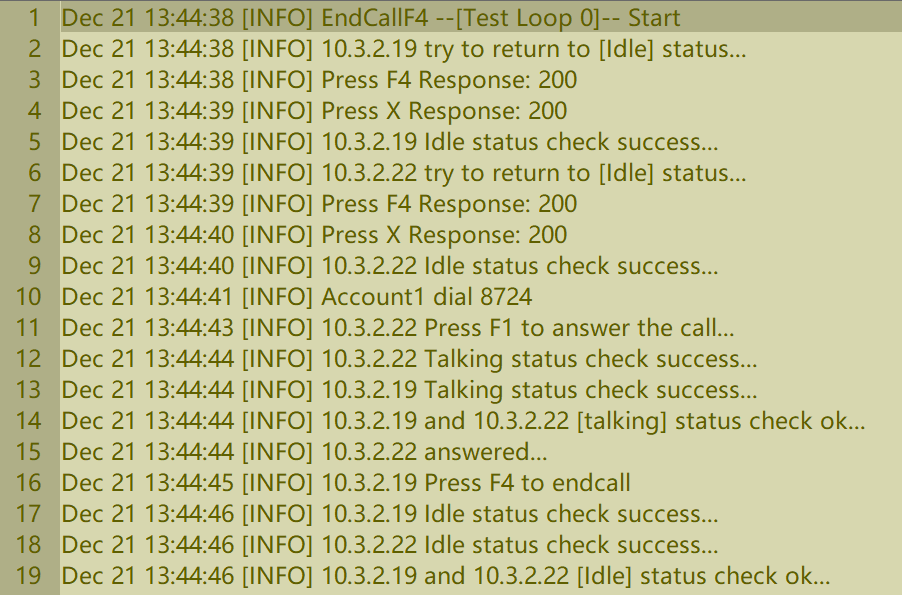 1 Dec 21 13:44:38 [INFO] EndCallF4 --[Test Loop 0]-- Start
2 Dec 21 13:44:38 [INFO] 10.3.2.19 try to return to [Idle] status...
3 Dec 21 13:44:38 [INFO] Press F4 Response: 200
4 Dec 21 13:44:39 [INFO] Press X Response: 200
5 Dec 21 13:44:39 [INFO] 10.3.2.19 Idle status check success...
6 Dec 21 13:44:39 [INFO] 10.3.2.22 try to return to [Idle] status...
7 Dec 21 13:44:39 [INFO] Press F4 Response: 200
8 Dec 21 13:44:40 [INFO] Press X Response: 200
9 Dec 21 13:44:40 [INFO] 10.3.2.22 Idle status check success...
10 Dec 21 13:44:41 [INFO] Account1 dial 8724
11 Dec 21 13:44:43 [INFO] 10.3.2.22 Press F1 to answer the call...
12 Dec 21 13:44:44 [INFO] 10.3.2.22 Talking status check success...
13 Dec 21 13:44:44 [INFO] 10.3.2.19 Talking status check success...
14 Dec 21 13:44:44 [INFO] 10.3.2.19 and 10.3.2.22 [talking] status check ok...
15 Dec 21 13:44:44 [INFO] 10.3.2.22 answered...
16 Dec 21 13:44:45 [INFO] 10.3.2.19 Press F4 to endcall
17 Dec 21 13:44:46 [INFO] 10.3.2.19 Idle status check success...
18 Dec 21 13:44:46 [INFO] 10.3.2.22 Idle status check success...
19 Dec 21 13:44:46 [INFO] 10.3.2.19 and 10.3.2.22 [Idle] status check ok...